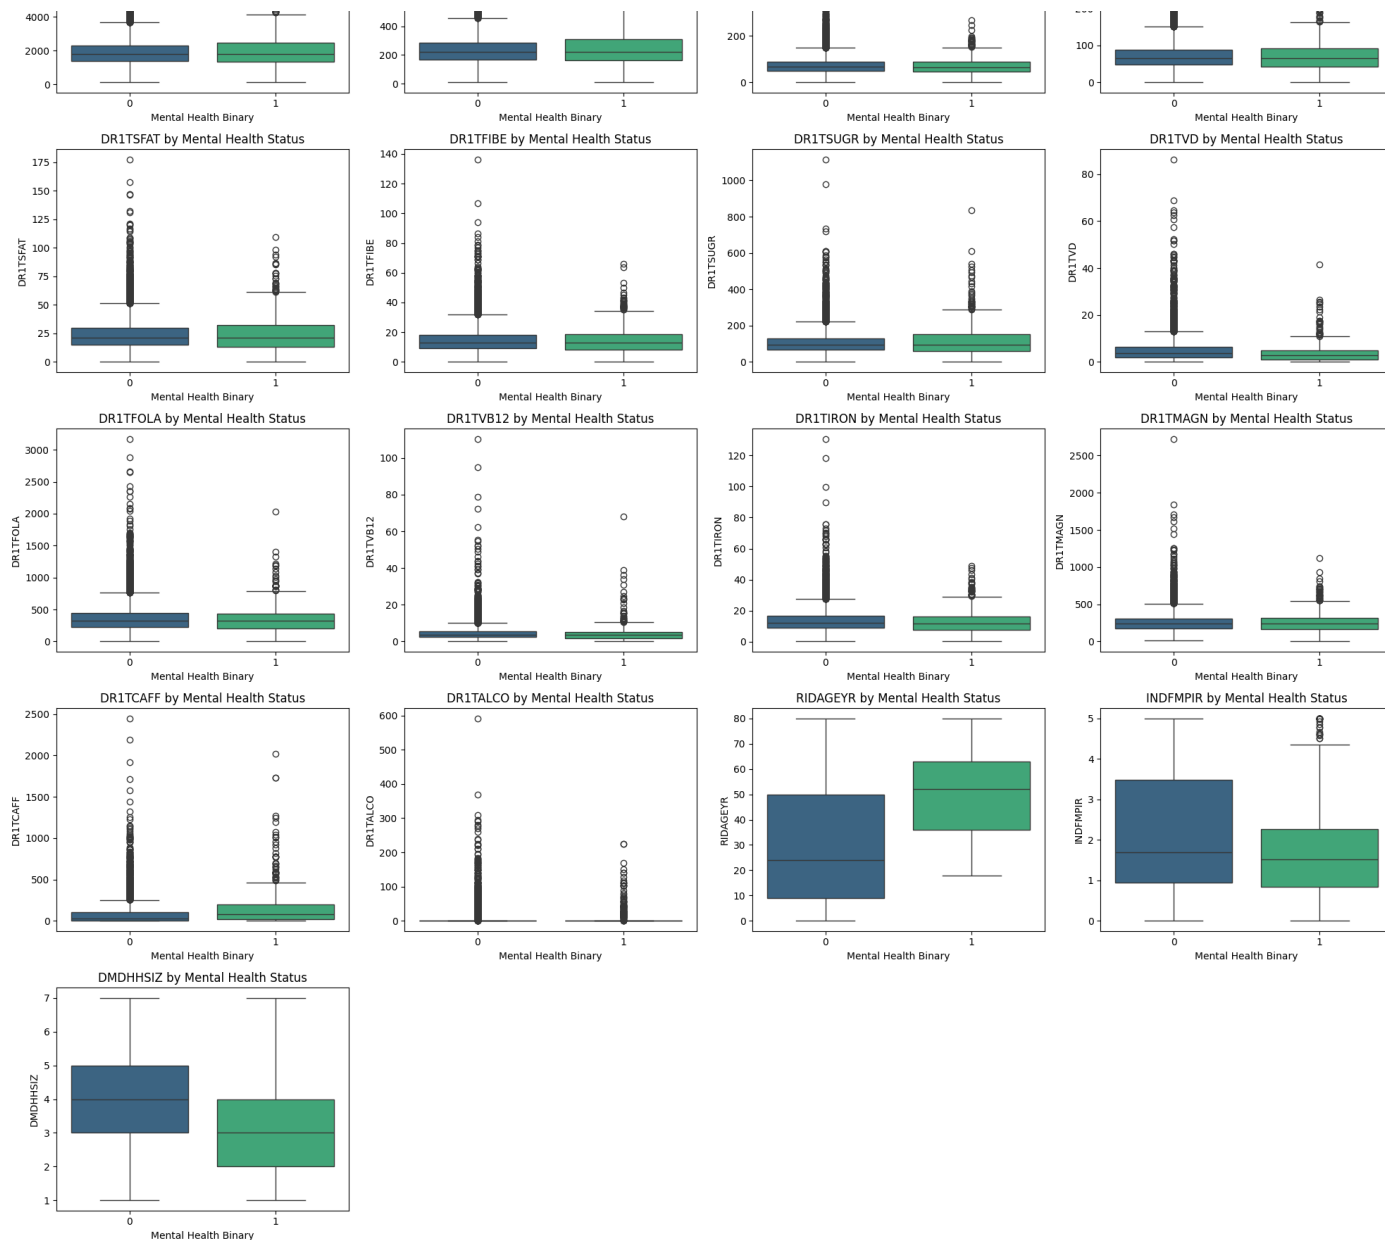 4000
2000
0
0 1
Mental Health Binary
400
200
0
0 1
Mental Health Binary
200
0
0 1
Mental Health Binary
100
0
0 1
Mental Health Binary
DR1TSFAT by Mental Health Status
DR1TSFAT
175
150
125
100
75
50
25
0
0 1
Mental Health Binary
DR1TFIBE by Mental Health Status
DR1TFIBE
140
120
100
80
60
40
20
0
0 1
Mental Health Binary
DR1TSUGR by Mental Health Status
DR1TSUGR
1000
800
600
400
200
0
0 1
Mental Health Binary
DR1TVD by Mental Health Status
DR1TVD
80
60
40
20
0
0 1
Mental Health Binary
DR1TFOLA by Mental Health Status
DR1TFOLA
3000
2500
2000
1500
1000
500
0
0 1
Mental Health Binary
DR1TVB12 by Mental Health Status
DR1TVB12
100
80
60
40
20
0
0 1
Mental Health Binary
DR1TIRON by Mental Health Status
DR1TIRON
120
100
80
60
40
20
0
0 1
Mental Health Binary
DR1TMAGN by Mental Health Status
DR1TMAGN
2500
2000
1500
1000
500
0
0 1
Mental Health Binary
DR1TCAFF by Mental Health Status
DR1TCAFF
2500
2000
1500
1000
500
0
0 1
Mental Health Binary
DR1TALCO by Mental Health Status
DR1TALCO
600
500
400
300
200
100
0
0 1
Mental Health Binary
RIDAGEYR by Mental Health Status
RIDAGEYR
80
70
60
50
40
30
20
10
0
0 1
Mental Health Binary
INDFMPIR by Mental Health Status
INDFMPIR
5
4
3
2
1
0
0 1
Mental Health Binary
DMDHHSIZ by Mental Health Status
DMDHHSIZ
7
6
5
4
3
2
1
0 1
Mental Health Binary